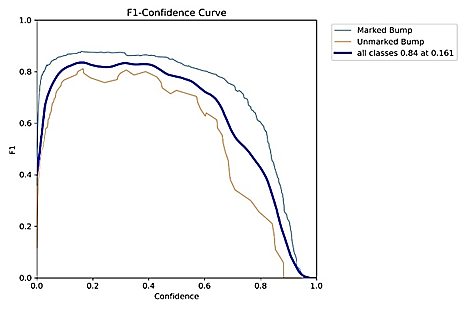 F1-Confidence Curve
Marked Bump
Unmarked Bump
all classes 0.84 at 0.161
1.0
0.8
0.6
0.4
0.2
0.0
F1
0.0 0.2 0.4 0.6 0.8 1.0
Confidence